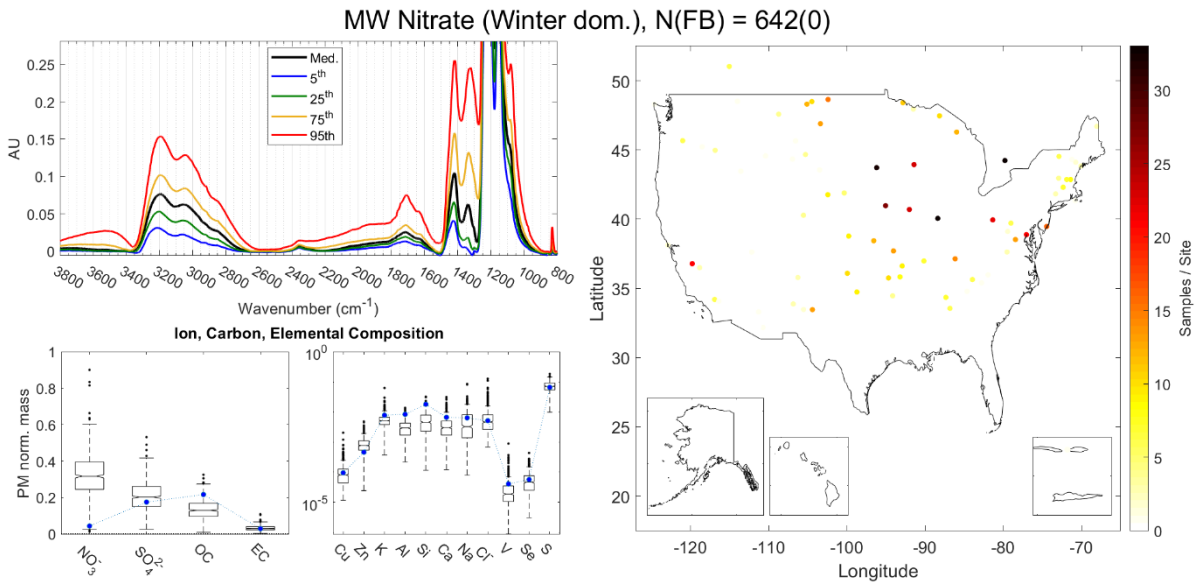 MW Nitrate (Winter dom.), N(FB) = 642(0)
0.25
0.2
0.15
0.1
0.05
0
AU
Med.
5th
25th
75th
95th
3800 3600 3400 3200 3000 2800 2600 2400 2200 2000 1800 1600 1400 1200 1000 800
Wavenumber (cm-1)
Ion, Carbon, Elemental Composition
1
0.8
0.6
0.4
0.2
0
PM norm. mass
NO3- SO42- OC EC
10^0
10^-5
Cu Zn K Al Si Ca Na Cl V Se S
50
45
40
35
30
25
20
Latitude
-120 -110 -100 -90 -80 -70
Longitude
30
25
20
15
10
5
0
Samples / Site